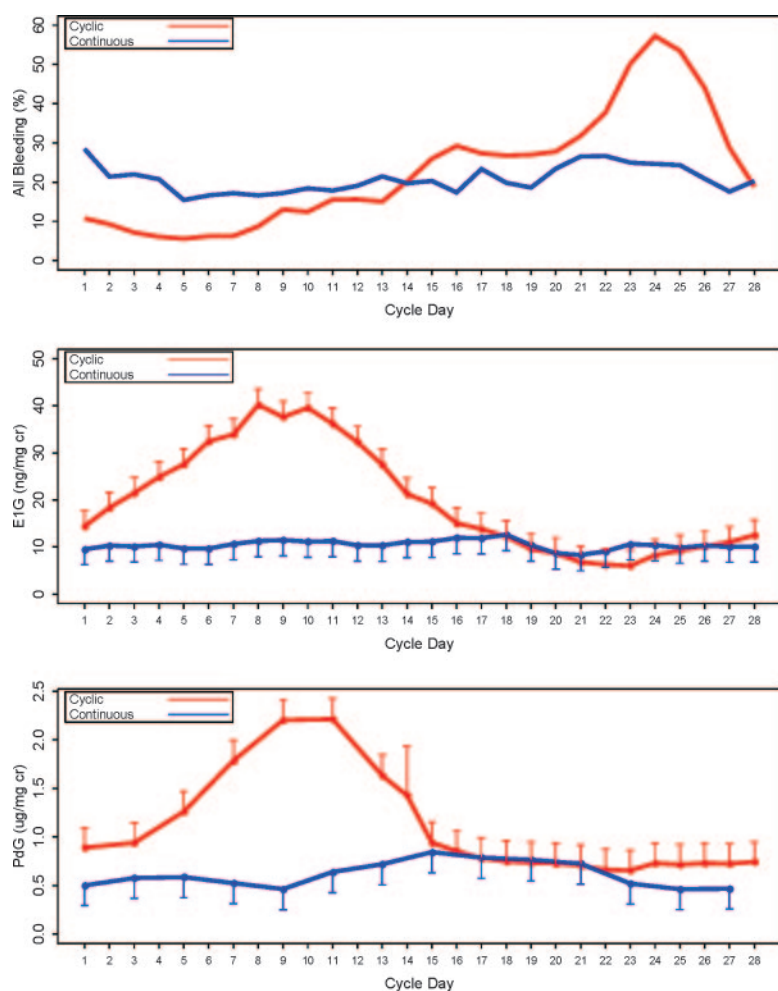 Cyclic
Continuous
60
50
40
30
20
10
0
All Bleeding (%)
1 2 3 4 5 6 7 8 9 10 11 12 13 14 15 16 17 18 19 20 21 22 23 24 25 26 27 28
Cycle Day
Cyclic
Continuous
50
40
30
20
10
0
E1G (ng/mg cr)
1 2 3 4 5 6 7 8 9 10 11 12 13 14 15 16 17 18 19 20 21 22 23 24 25 26 27 28
Cycle Day
Cyclic
Continuous
2.5
2.0
1.5
1.0
0.5
0.0
PdG (ug/mg cr)
1 2 3 4 5 6 7 8 9 10 11 12 13 14 15 16 17 18 19 20 21 22 23 24 25 26 27 28
Cycle Day